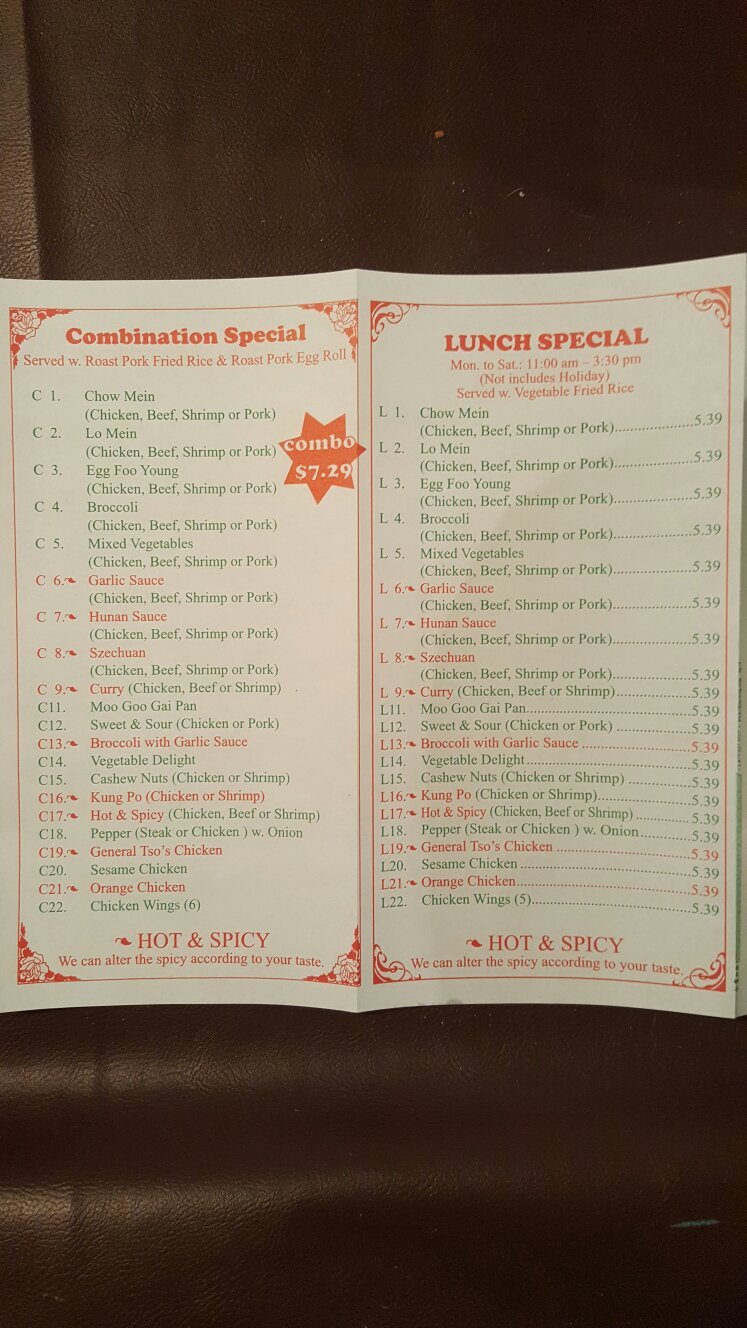 Combination Special
Served w. Roast Pork Fried Rice & Roast Pork Egg Roll
combo
$7.29
C 1. Chow Mein
(Chicken, Beef, Shrimp or Pork)
C 2. Lo Mein
(Chicken, Beef, Shrimp or Pork)
C 3. Egg Foo Young
(Chicken, Beef, Shrimp or Pork)
C 4. Broccoli
(Chicken, Beef, Shrimp or Pork)
C 5. Mixed Vegetables
(Chicken, Beef, Shrimp or Pork)
C 6. Garlic Sauce
(Chicken, Beef, Shrimp or Pork)
C 7. Hunan Sauce
(Chicken, Beef, Shrimp or Pork)
C 8. Szechuan
(Chicken, Beef, Shrimp or Pork)
C 9. Curry (Chicken, Beef or Shrimp)
C11. Moo Goo Gai Pan
C12. Sweet & Sour (Chicken or Pork)
C13. Broccoli with Garlic Sauce
C14. Vegetable Delight
C15. Cashew Nuts (Chicken or Shrimp)
C16. Kung Po (Chicken or Shrimp)
C17. Hot & Spicy (Chicken, Beef or Shrimp)
C18. Pepper (Steak or Chicken ) w. Onion
C19. General Tso's Chicken
C20. Sesame Chicken
C21. Orange Chicken
C22. Chicken Wings (6)
HOT & SPICY
We can alter the spicy according to your taste.
LUNCH SPECIAL
Mon. to Sat.: 11:00 am – 3:30 pm
(Not includes Holiday)
Served w. Vegetable Fried Rice
L 1. Chow Mein
(Chicken, Beef, Shrimp or Pork)....................5.39
L 2. Lo Mein
(Chicken, Beef, Shrimp or Pork)....................5.39
L 3. Egg Foo Young
(Chicken, Beef, Shrimp or Pork)....................5.39
L 4. Broccoli
(Chicken, Beef, Shrimp or Pork)....................5.39
L 5. Mixed Vegetables
(Chicken, Beef, Shrimp or Pork)....................5.39
L 6. Garlic Sauce
(Chicken, Beef, Shrimp or Pork)....................5.39
L 7. Hunan Sauce
(Chicken, Beef, Shrimp or Pork)....................5.39
L 8. Szechuan
(Chicken, Beef, Shrimp or Pork)....................5.39
L 9. Curry (Chicken, Beef or Shrimp)...................5.39
L11. Moo Goo Gai Pan..........................................5.39
L12. Sweet & Sour (Chicken or Pork) ...................5.39
L13. Broccoli with Garlic Sauce ............................5.39
L14. Vegetable Delight..........................................5.39
L15. Cashew Nuts (Chicken or Shrimp) ................5.39
L16. Kung Po (Chicken or Shrimp).......................5.39
L17. Hot & Spicy (Chicken, Beef or Shrimp) ..............5.39
L18. Pepper (Steak or Chicken ) w. Onion.............5.39
L19. General Tso's Chicken ..................................5.39
L20. Sesame Chicken ...........................................5.39
L21. Orange Chicken............................................5.39
L22. Chicken Wings (5).........................................5.39
HOT & SPICY
We can alter the spicy according to your taste.